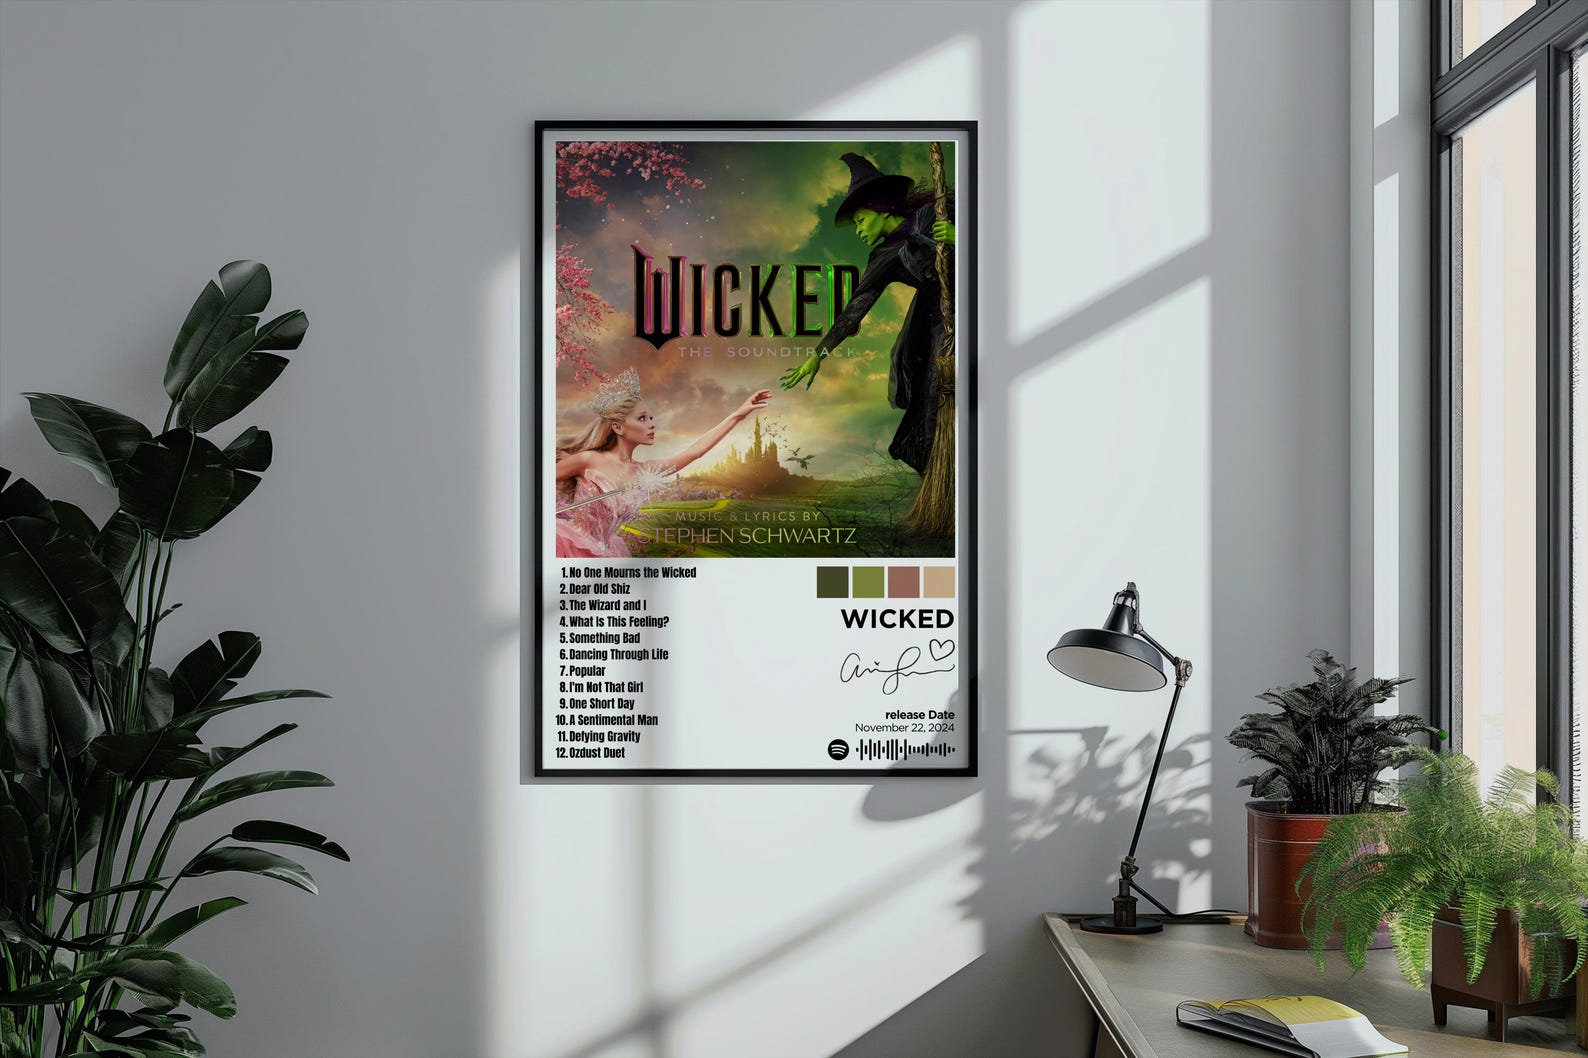 WICKED
THE SOUNDTRACK
MUSIC & LYRICS BY
STEPHEN SCHWARTZ
1. No One Mourns the Wicked
2. Dear Old Shiz
3. The Wizard and I
4. What Is This Feeling?
5. Something Bad
6. Dancing Through Life
7. Popular
8. I'm Not That Girl
9. One Short Day
10. A Sentimental Man
11. Defying Gravity
12. Ozdust Duet
WICKED
release Date
November 22, 2024